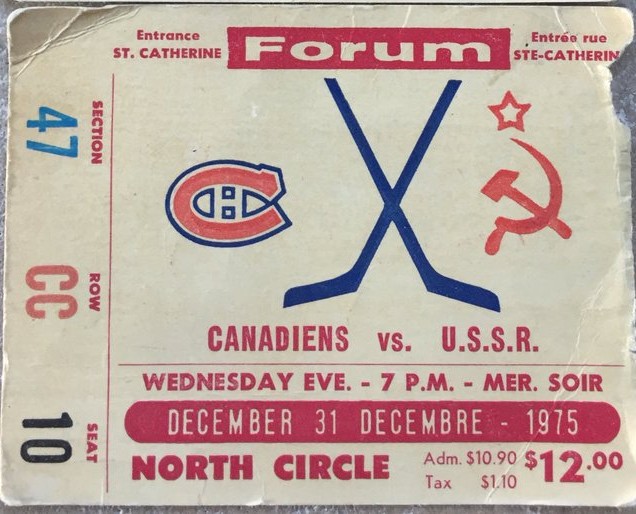 Entrance
ST. CATHERINE
Forum
Entrée rue
STE-CATHERIN
SECTION
47
ROW
CC
SEAT
10
CANADIENS vs. U.S.S.R.
WEDNESDAY EVE. - 7 P.M. - MER. SOIR
DECEMBER 31 DECEMBRE - 1975
NORTH CIRCLE
Adm. $10.90
Tax $1.10
$12.00